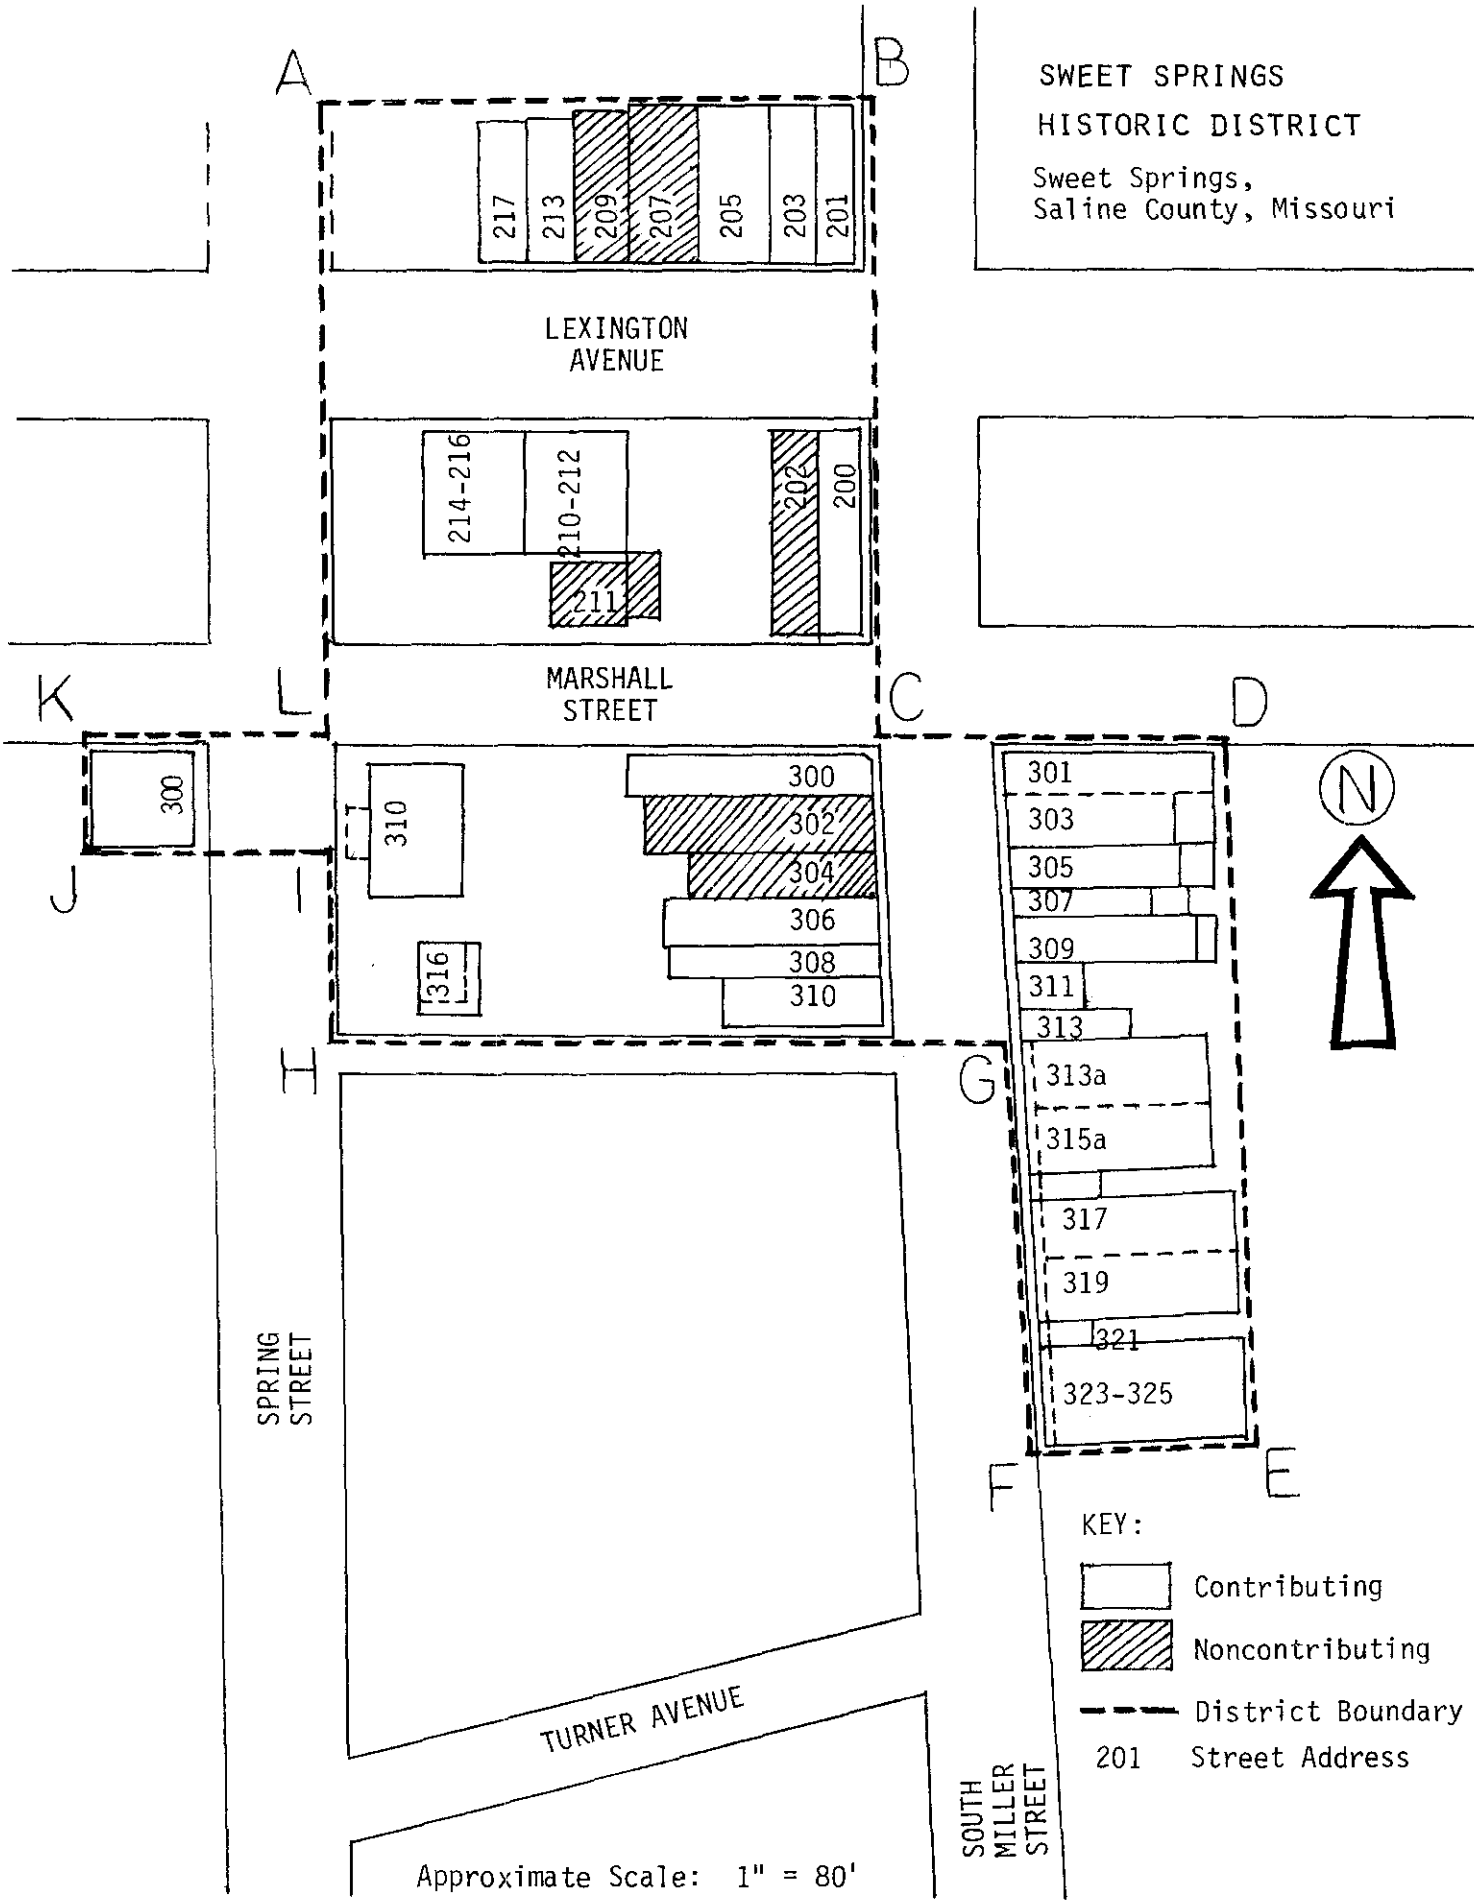 A
B
SWEET SPRINGS
HISTORIC DISTRICT
Sweet Springs,
Saline County, Missouri
217
213
209
207
205
203
201
LEXINGTON
AVENUE
214-216
210-212
202
200
211
MARSHALL
STREET
K
L
C
D
300
310
300
302
304
306
308
310
316
301
303
305
307
309
311
313
313a
315a
317
319
321
323-325
N
J
I
H
G
F
E
SPRING
STREET
TURNER AVENUE
SOUTH
MILLER
STREET
KEY:
Contributing
Noncontributing
District Boundary
201 Street Address
Approximate Scale: 1" = 80'